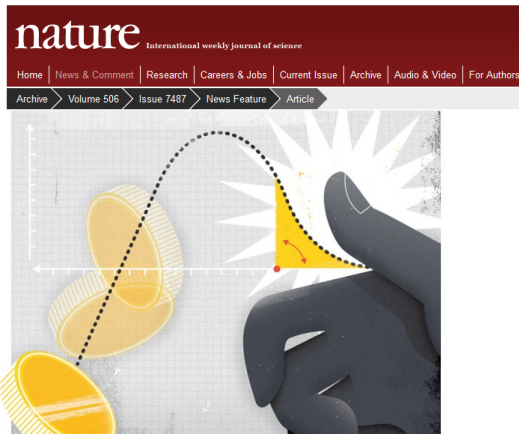 nature International weekly journal of science
Home News & Comment Research Careers & Jobs Current Issue Archive Audio & Video For Authors
Archive Volume 506 Issue 7487 News Feature Article